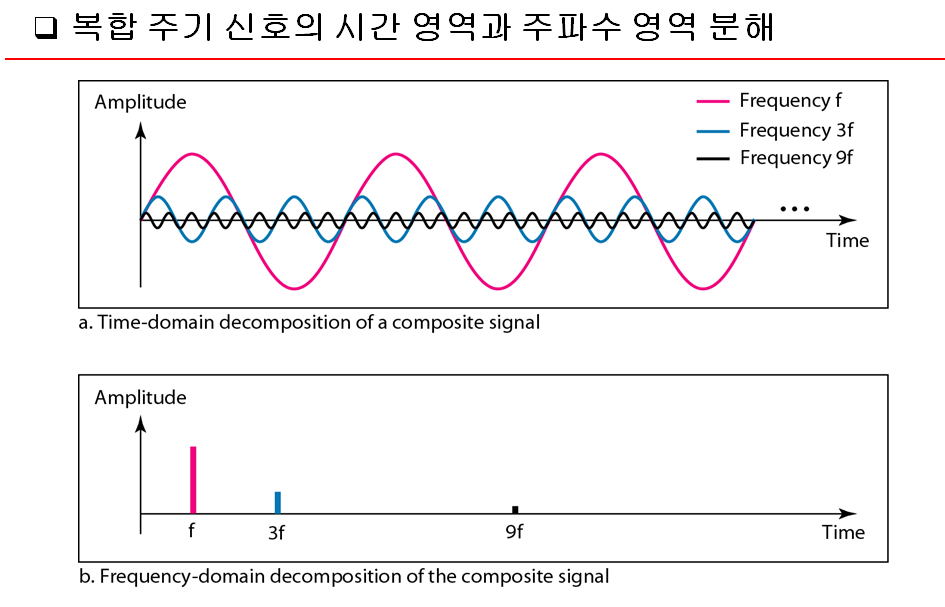 ❑ 복합 주기 신호의 시간 영역과 주파수 영역 분해
Amplitude
Frequency f
Frequency 3f
Frequency 9f
...
Time
a. Time-domain decomposition of a composite signal
Amplitude
f 3f 9f
Time
b. Frequency-domain decomposition of the composite signal